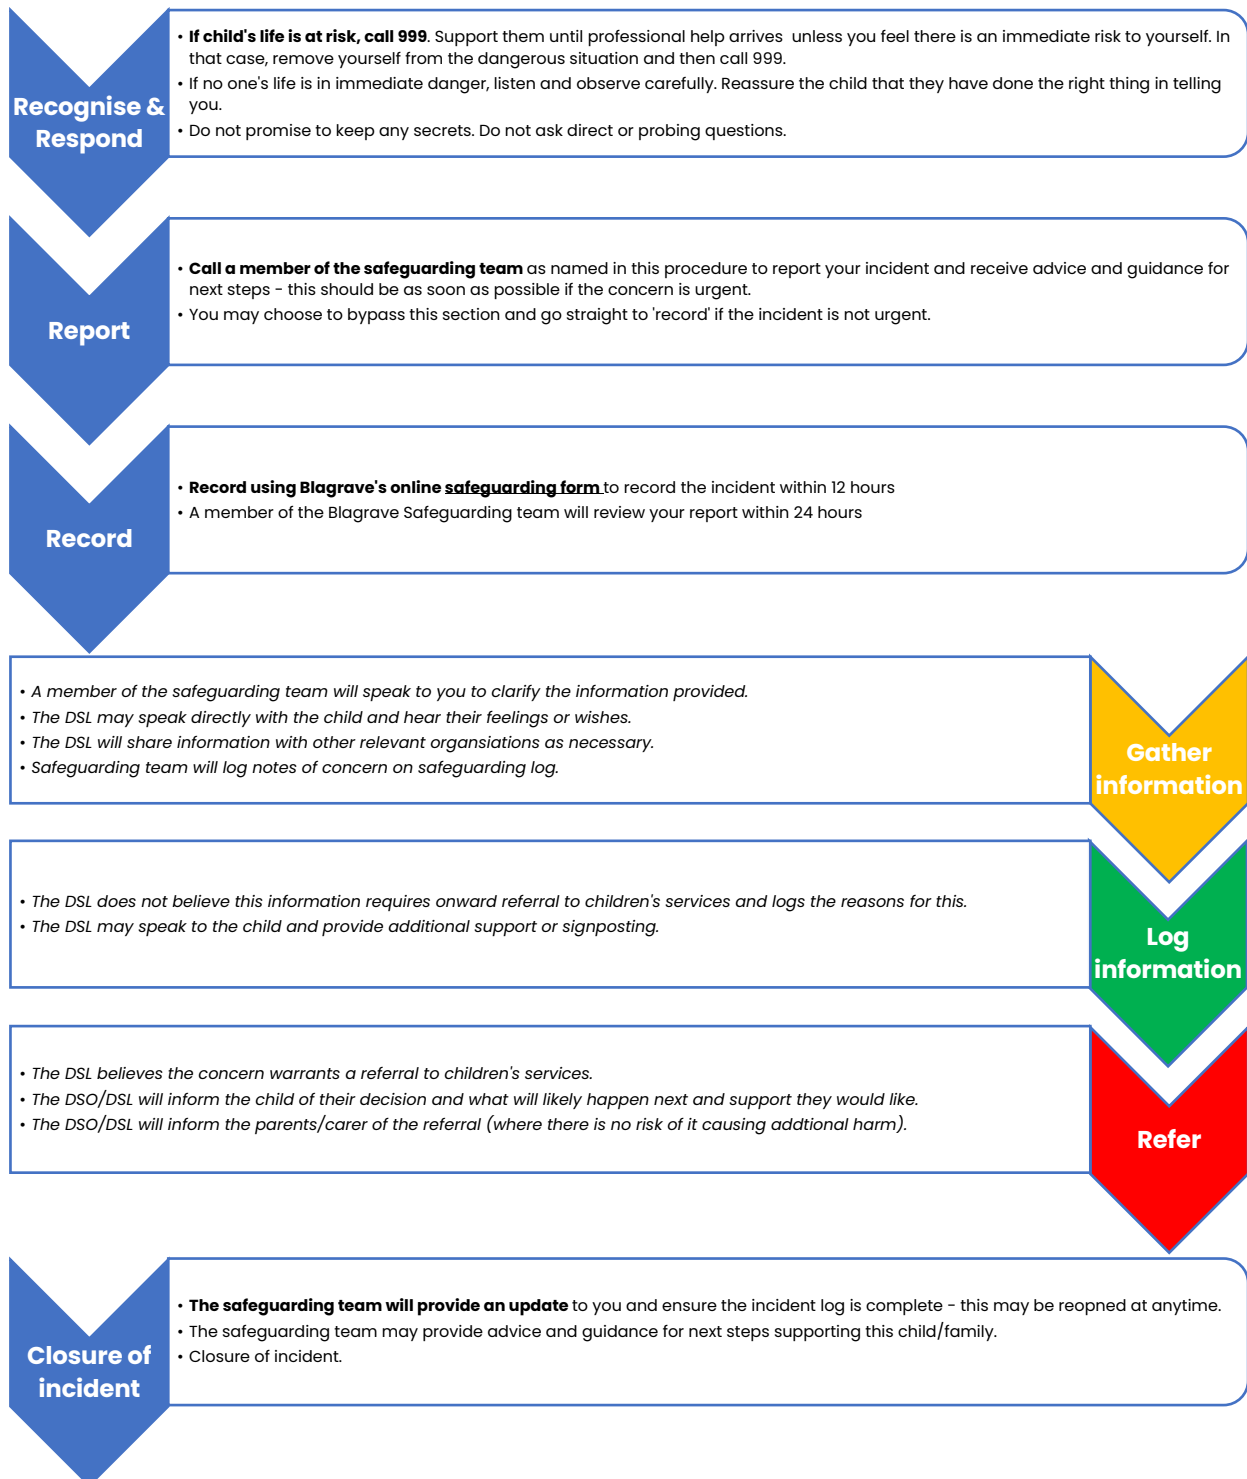 Recognise &
Respond
• If child's life is at risk, call 999. Support them until professional help arrives  unless you feel there is an immediate risk to yourself. In
that case, remove yourself from the dangerous situation and then call 999.
• If no one's life is in immediate danger, listen and observe carefully. Reassure the child that they have done the right thing in telling
you.
• Do not promise to keep any secrets. Do not ask direct or probing questions.
Report
• Call a member of the safeguarding team as named in this procedure to report your incident and receive advice and guidance for
next steps - this should be as soon as possible if the concern is urgent.
• You may choose to bypass this section and go straight to 'record' if the incident is not urgent.
Record
• Record using Blagrave's online safeguarding form to record the incident within 12 hours
• A member of the Blagrave Safeguarding team will review your report within 24 hours
• A member of the safeguarding team will speak to you to clarify the information provided.
• The DSL may speak directly with the child and hear their feelings or wishes.
• The DSL will share information with other relevant organsiations as necessary.
• Safeguarding team will log notes of concern on safeguarding log.
Gather
information
• The DSL does not believe this information requires onward referral to children's services and logs the reasons for this.
• The DSL may speak to the child and provide additional support or signposting.
Log
information
• The DSL believes the concern warrants a referral to children's services.
• The DSO/DSL will inform the child of their decision and what will likely happen next and support they would like.
• The DSO/DSL will inform the parents/carer of the referral (where there is no risk of it causing addtional harm).
Refer
Closure of
incident
• The safeguarding team will provide an update to you and ensure the incident log is complete - this may be reopned at anytime.
• The safeguarding team may provide advice and guidance for next steps supporting this child/family.
• Closure of incident.